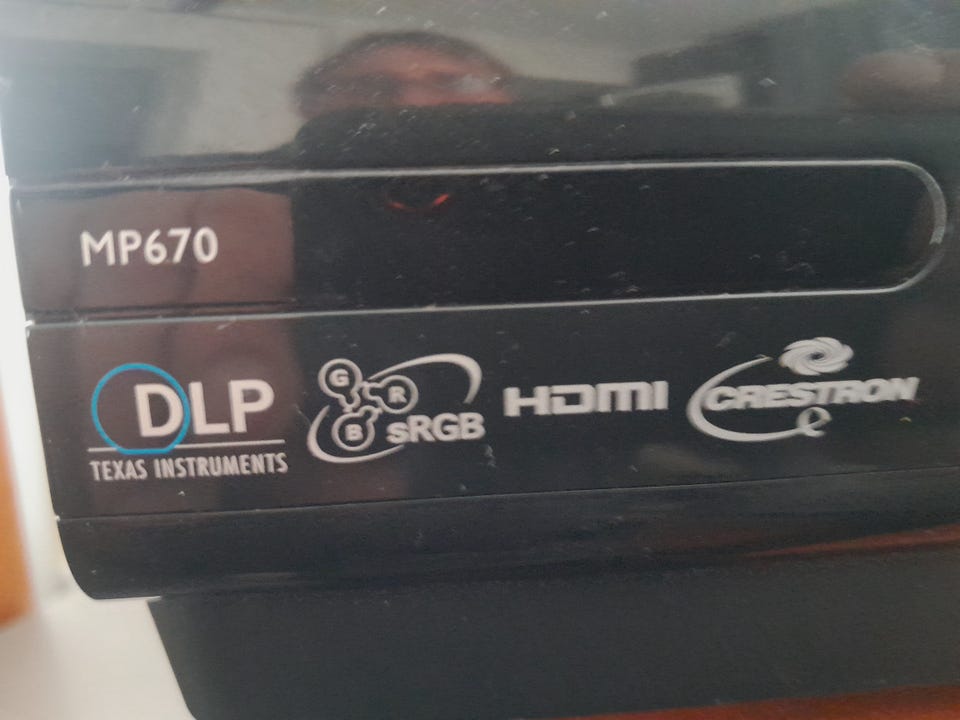 MP670
DLP
TEXAS INSTRUMENTS
G
R
B
sRGB
HDMI
CRESTRON
e